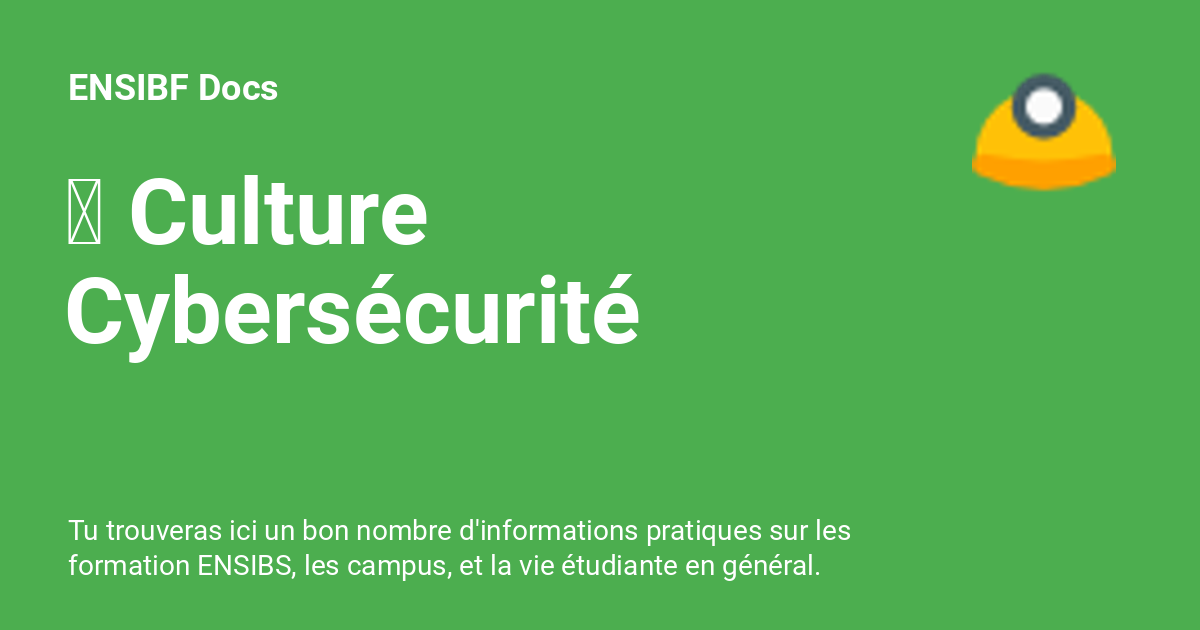 ENSIBF Docs
Culture
Cybersécurité
Tu trouveras ici un bon nombre d'informations pratiques sur les
formation ENSIBS, les campus, et la vie étudiante en général.